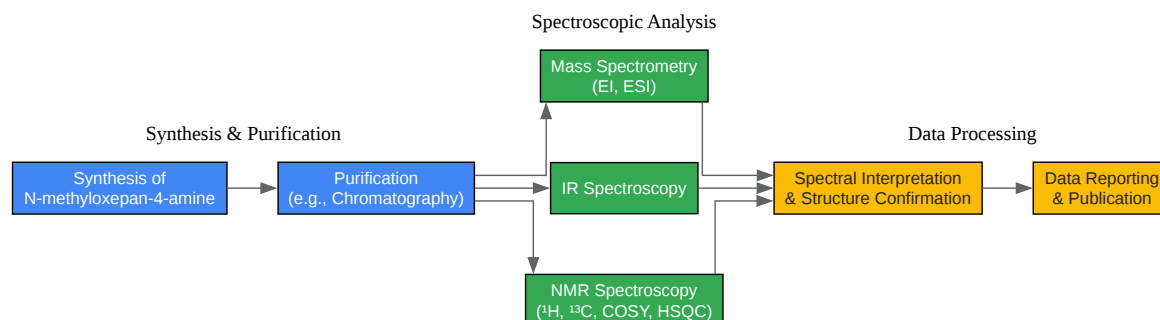 Spectroscopic Analysis
Mass Spectrometry
(EI, ESI)
Synthesis & Purification
Data Processing
Synthesis of
N-methyloxepan-4-amine
Purification
(e.g., Chromatography)
IR Spectroscopy
Spectral Interpretation
& Structure Confirmation
Data Reporting
& Publication
NMR Spectroscopy
(¹H, ¹³C, COSY, HSQC)